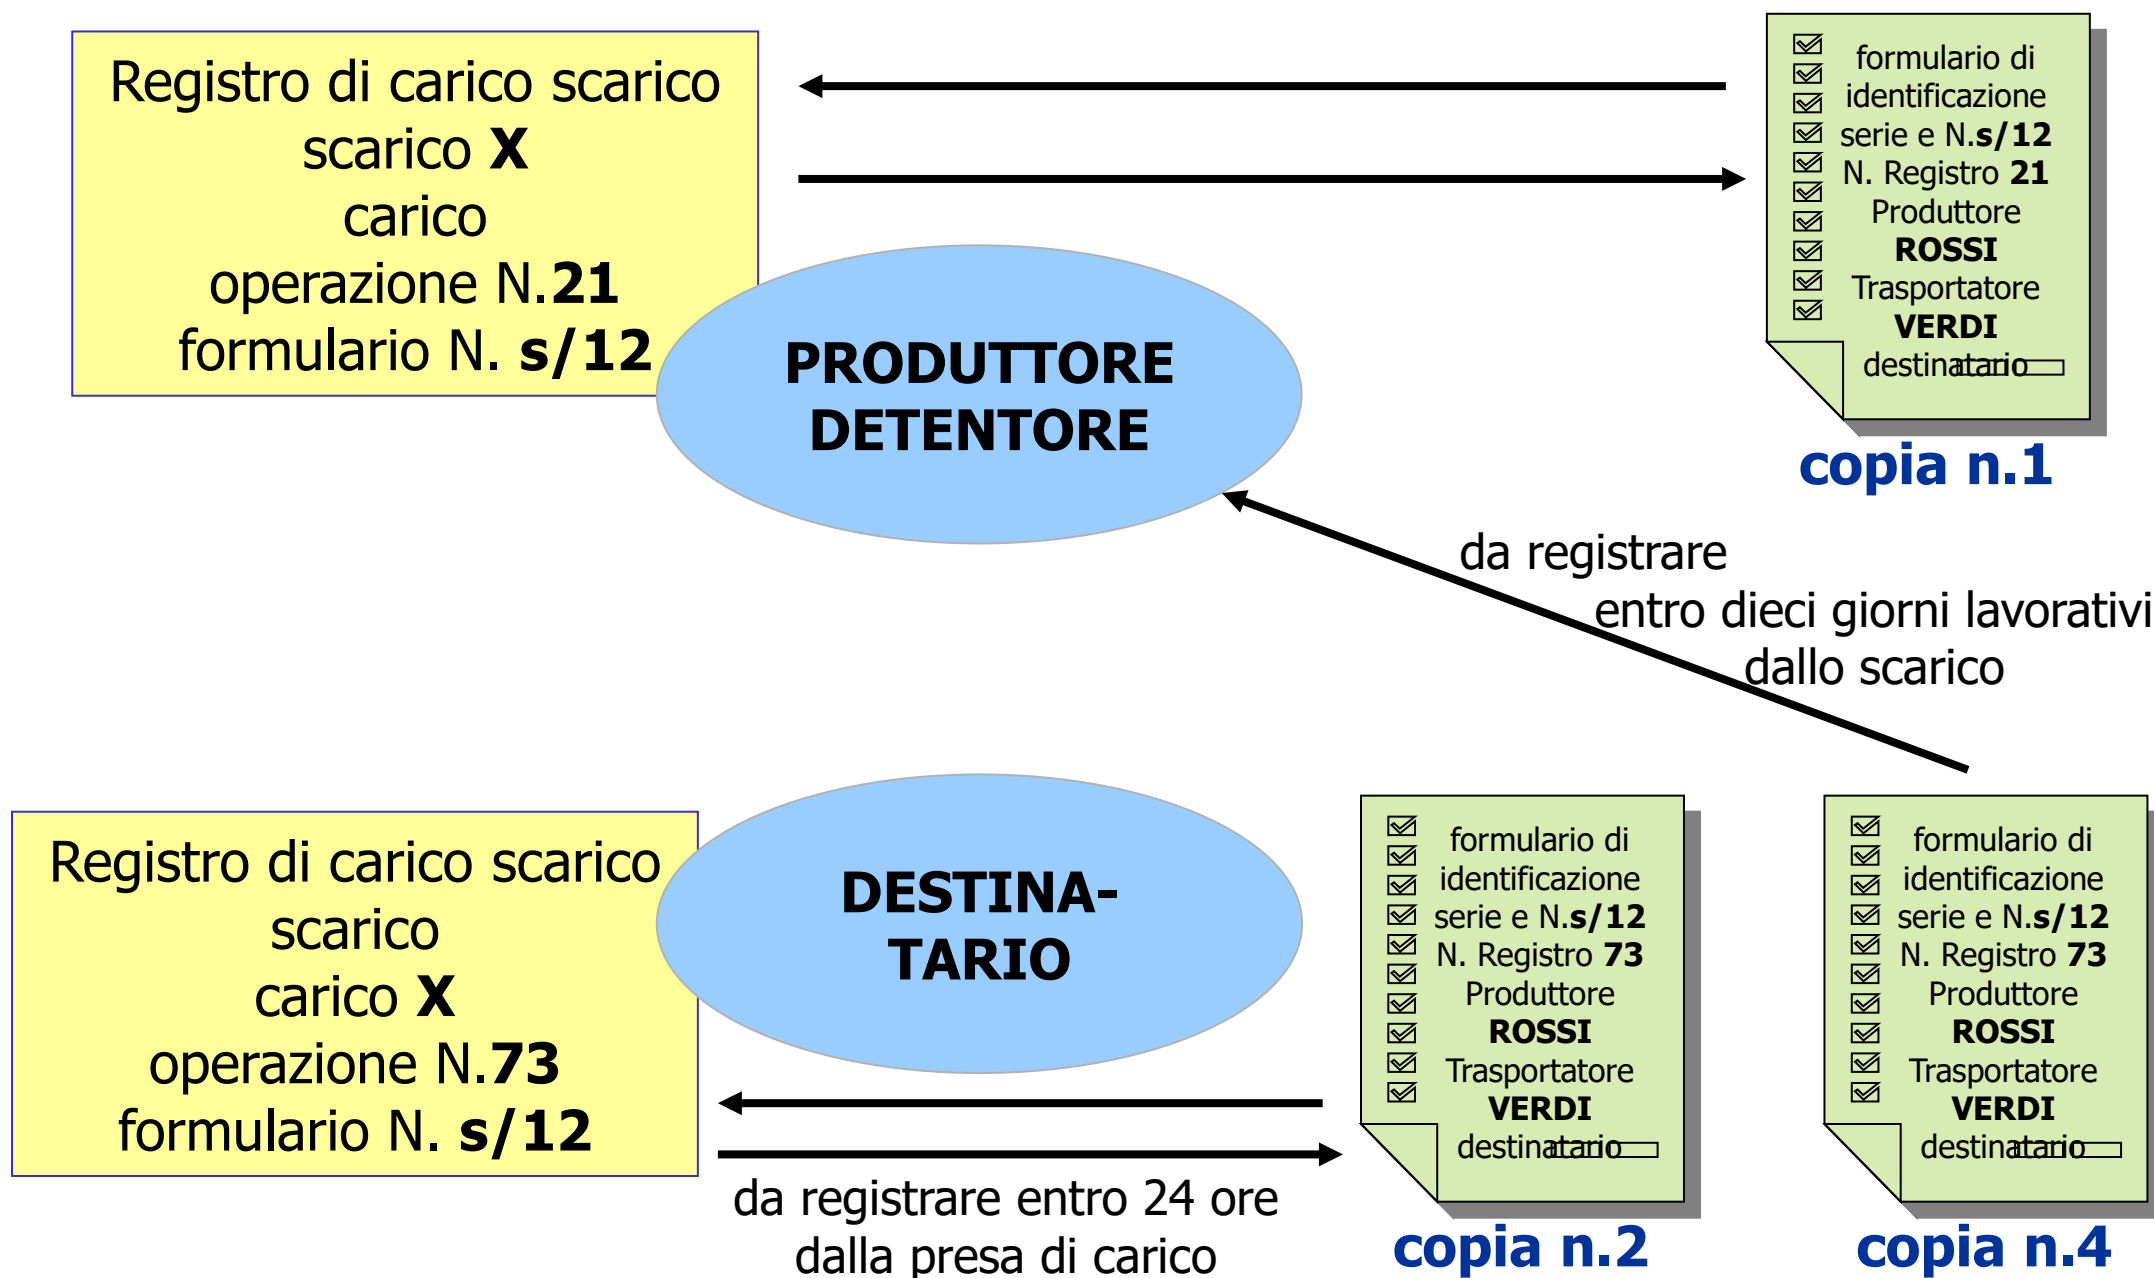 Registro di carico scarico
scarico X
carico
operazione N.21
formulario N. s/12
PRODUTTORE
DETENTORE
formulario di
identificazione
serie e N.s/12
N. Registro 21
Produttore
ROSSI
Trasportatore
VERDI
destinatario
copia n.1
da registrare
entro dieci giorni lavorativi
dallo scarico
Registro di carico scarico
scarico
carico X
operazione N.73
formulario N. s/12
DESTINA-
TARIO
da registrare entro 24 ore
dalla presa di carico
formulario di
identificazione
serie e N.s/12
N. Registro 73
Produttore
ROSSI
Trasportatore
VERDI
destinatario
copia n.2
formulario di
identificazione
serie e N.s/12
N. Registro 73
Produttore
ROSSI
Trasportatore
VERDI
destinatario
copia n.4